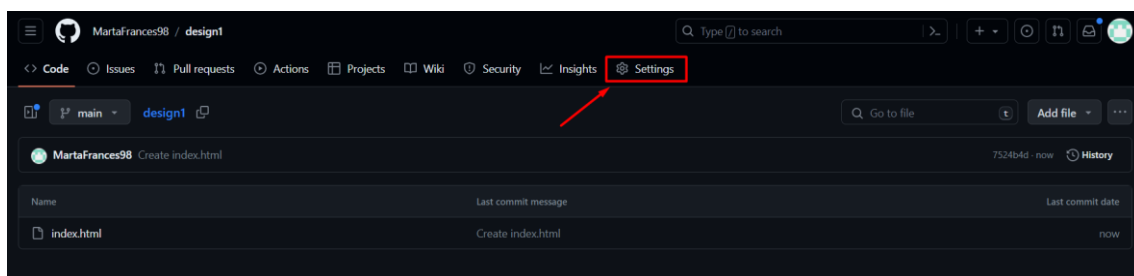 MartaFrances98 / design1
Type / to search
Code Issues Pull requests Actions Projects Wiki Security Insights Settings
main design1 Go to file t Add file
MartaFrances98 Create index.html 7524b4d · now History
Name Last commit message Last commit date
index.html Create index.html now